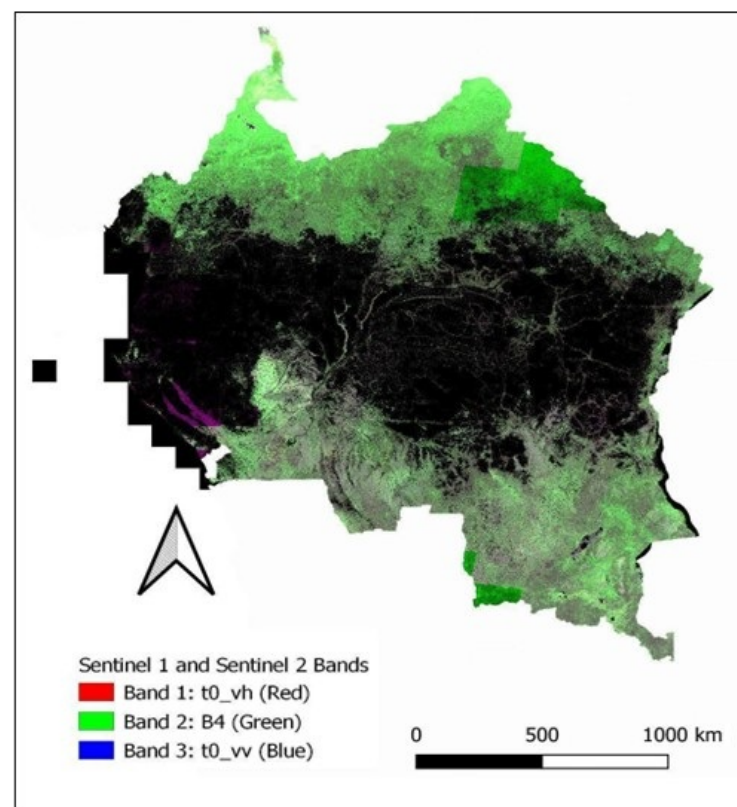 Sentinel 1 and Sentinel 2 Bands
Band 1: t0_vh (Red)
Band 2: B4 (Green)
Band 3: t0_vv (Blue)
0 500 1000 km